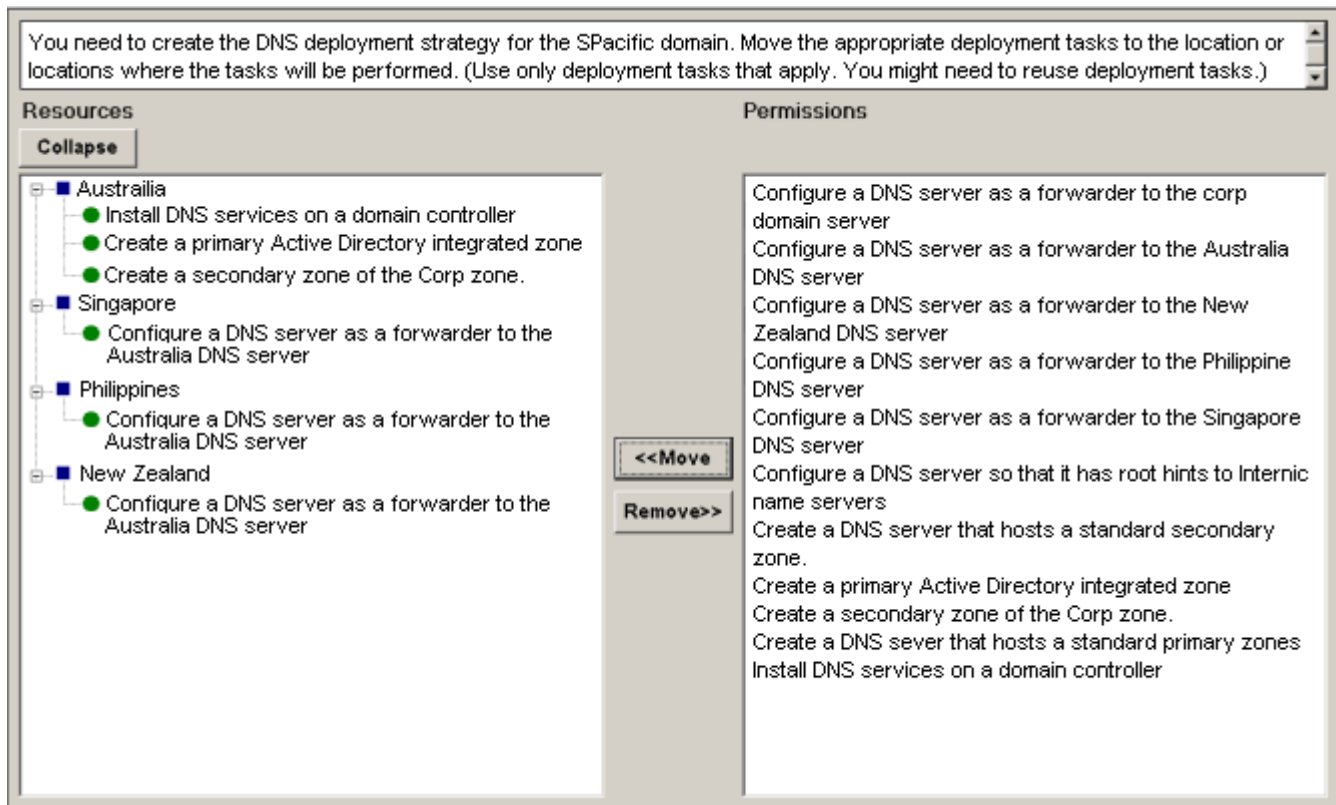 You need to create the DNS deployment strategy for the SPacific domain. Move the appropriate deployment tasks to the location or
locations where the tasks will be performed. (Use only deployment tasks that apply. You might need to reuse deployment tasks.)
Resources
Collapse
Austrailia
Install DNS services on a domain controller
Create a primary Active Directory integrated zone
Create a secondary zone of the Corp zone.
Singapore
Configure a DNS server as a forwarder to the
Australia DNS server
Philippines
Configure a DNS server as a forwarder to the
Australia DNS server
New Zealand
Configure a DNS server as a forwarder to the
Australia DNS server
<<Move
Remove>>
Permissions
Configure a DNS server as a forwarder to the corp
domain server
Configure a DNS server as a forwarder to the Australia
DNS server
Configure a DNS server as a forwarder to the New
Zealand DNS server
Configure a DNS server as a forwarder to the Philippine
DNS server
Configure a DNS server as a forwarder to the Singapore
DNS server
Configure a DNS server so that it has root hints to Internic
name servers
Create a DNS server that hosts a standard secondary
zone.
Create a primary Active Directory integrated zone
Create a secondary zone of the Corp zone.
Create a DNS sever that hosts a standard primary zones
Install DNS services on a domain controller